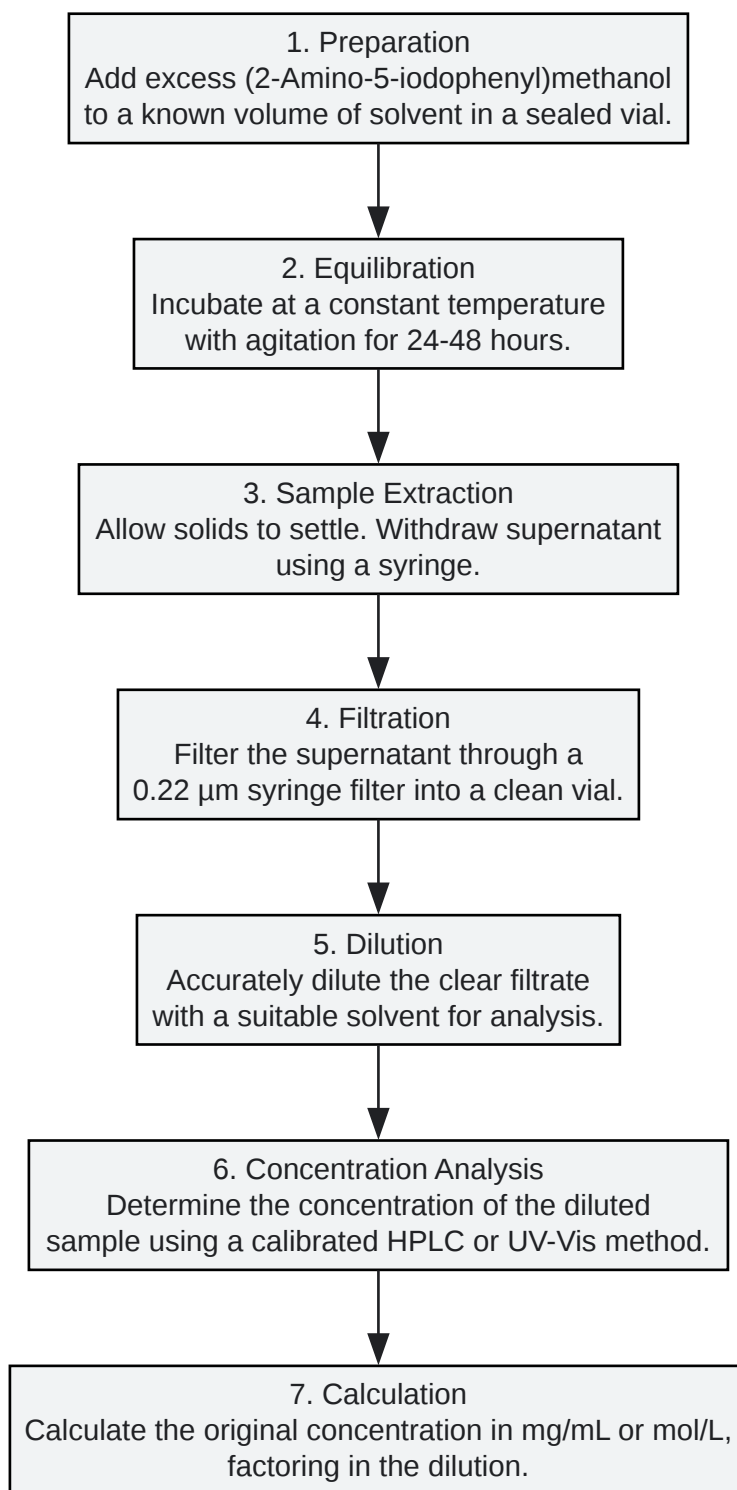 1. Preparation
Add excess (2-Amino-5-iodophenyl)methanol
to a known volume of solvent in a sealed vial.
2. Equilibration
Incubate at a constant temperature
with agitation for 24-48 hours.
3. Sample Extraction
Allow solids to settle. Withdraw supernatant
using a syringe.
4. Filtration
Filter the supernatant through a
0.22 µm syringe filter into a clean vial.
5. Dilution
Accurately dilute the clear filtrate
with a suitable solvent for analysis.
6. Concentration Analysis
Determine the concentration of the diluted
sample using a calibrated HPLC or UV-Vis method.
7. Calculation
Calculate the original concentration in mg/mL or mol/L,
factoring in the dilution.